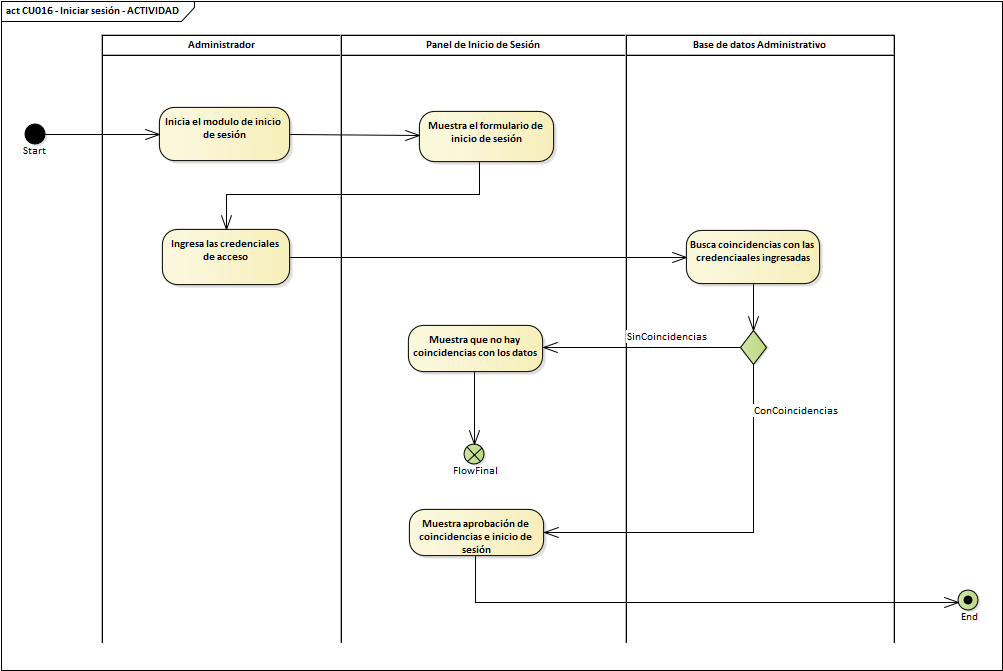 act CU016 - Iniciar sesión - ACTIVIDAD
Administrador
Panel de Inicio de Sesión
Base de datos Administrativo
Start
Inicia el modulo de inicio
de sesión
Muestra el formulario de
inicio de sesión
Ingresa las credenciales
de acceso
Busca coincidencias con las
credenciaales ingresadas
SinCoincidencias
Muestra que no hay
coincidencias con los datos
ConCoincidencias
FlowFinal
Muestra aprobación de
coincidencias e inicio de
sesión
End